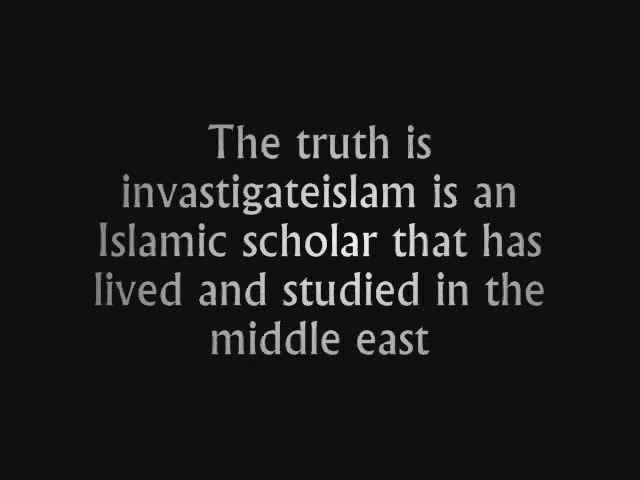 The truth is
invastigateislam is an
Islamic scholar that has
lived and studied in the
middle east